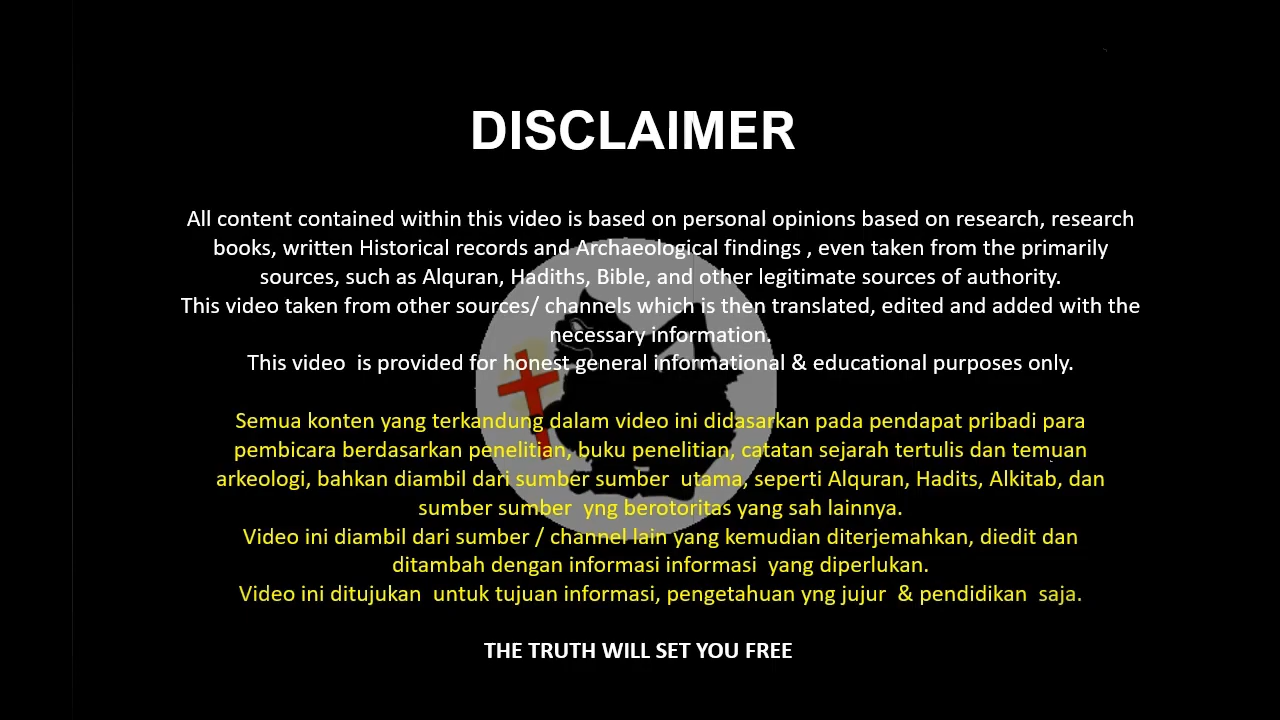 DISCLAIMER
All content contained within this video is based on personal opinions based on research, research
books, written Historical records and Archaeological findings , even taken from the primarily
sources, such as Alquran, Hadiths, Bible, and other legitimate sources of authority.
This video taken from other sources/ channels which is then translated, edited and added with the
necessary information.
This video  is provided for honest general informational & educational purposes only.
Semua konten yang terkandung dalam video ini didasarkan pada pendapat pribadi para
pembicara berdasarkan penelitian, buku penelitian, catatan sejarah tertulis dan temuan
arkeologi, bahkan diambil dari sumber sumber  utama, seperti Alquran, Hadits, Alkitab, dan
sumber sumber  yng berotoritas yang sah lainnya.
Video ini diambil dari sumber / channel lain yang kemudian diterjemahkan, diedit dan
ditambah dengan informasi informasi  yang diperlukan.
Video ini ditujukan  untuk tujuan informasi, pengetahuan yng jujur  & pendidikan  saja.
THE TRUTH WILL SET YOU FREE